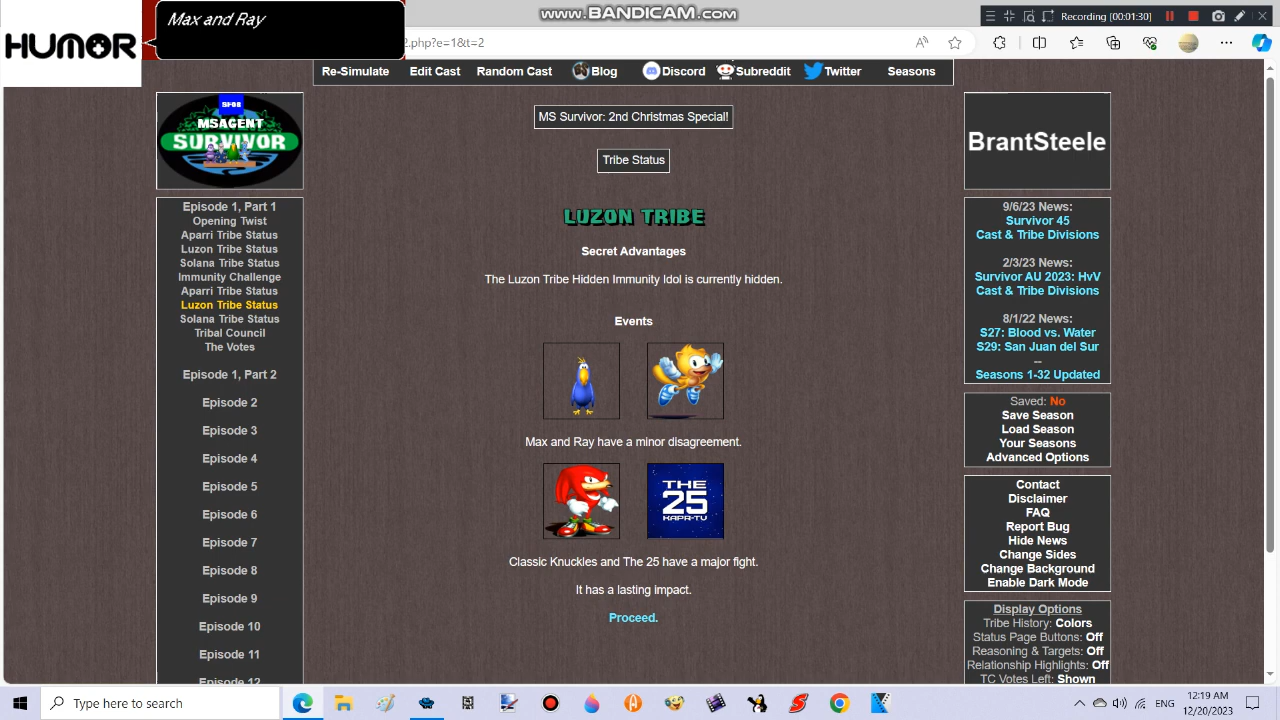 www.BANDICAM.com
Recording [00:01:30]
HUMOR
Max and Ray
2.php?e=1&t=2
Re-Simulate
Edit Cast
Random Cast
Blog
Discord
Subreddit
Twitter
Seasons
SF08
MSAGENT
SURVIVOR
Episode 1, Part 1
Opening Twist
Aparri Tribe Status
Luzon Tribe Status
Solana Tribe Status
Immunity Challenge
Aparri Tribe Status
Luzon Tribe Status
Solana Tribe Status
Tribal Council
The Votes
Episode 1, Part 2
Episode 2
Episode 3
Episode 4
Episode 5
Episode 6
Episode 7
Episode 8
Episode 9
Episode 10
Episode 11
Episode 12
MS Survivor: 2nd Christmas Special!
Tribe Status
LUZON TRIBE
Secret Advantages
The Luzon Tribe Hidden Immunity Idol is currently hidden.
Events
Max and Ray have a minor disagreement.
THE
25
KAPA-TV
Classic Knuckles and The 25 have a major fight.
It has a lasting impact.
Proceed.
BrantSteele
9/6/23 News:
Survivor 45
Cast & Tribe Divisions
2/3/23 News:
Survivor AU 2023: HvV
Cast & Tribe Divisions
8/1/22 News:
S27: Blood vs. Water
S29: San Juan del Sur
--
Seasons 1-32 Updated
Saved: No
Save Season
Load Season
Your Seasons
Advanced Options
Contact
Disclaimer
FAQ
Report Bug
Hide News
Change Sides
Change Background
Enable Dark Mode
Display Options
Tribe History: Colors
Status Page Buttons: Off
Reasoning & Targets: Off
Relationship Highlights: Off
TC Votes Left: Shown
Type here to search
ENG
12:19 AM
12/20/2023